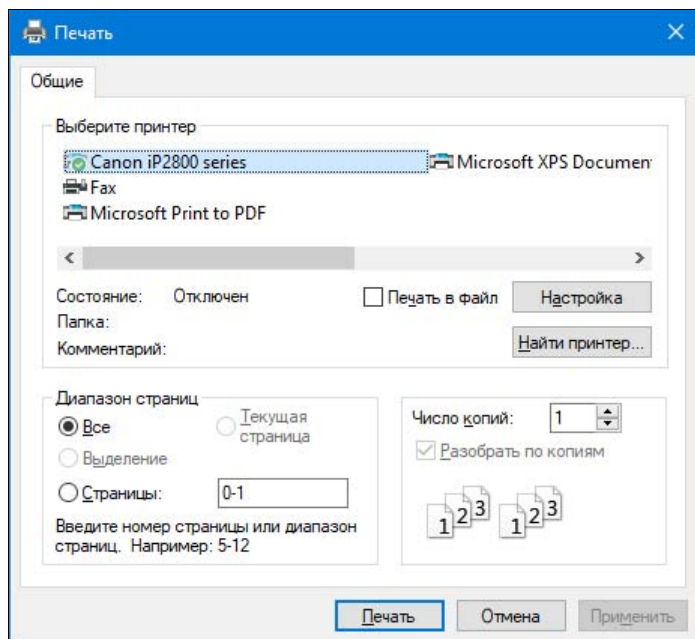 Печать
Общие
Выберите принтер
Canon iP2800 series
Microsoft XPS Documen
Fax
Microsoft Print to PDF
Состояние: Отключен
Печать в файл
Настройка
Папка:
Комментарий:
Найти принтер...
Диапазон страниц
Все
Текущая
страница
Выделение
Страницы: 0-1
Введите номер страницы или диапазон
страниц. Например: 5-12
Число копий: 1
Разобрать по копиям
1 2 3 1 2 3
Печать Отмена Применить